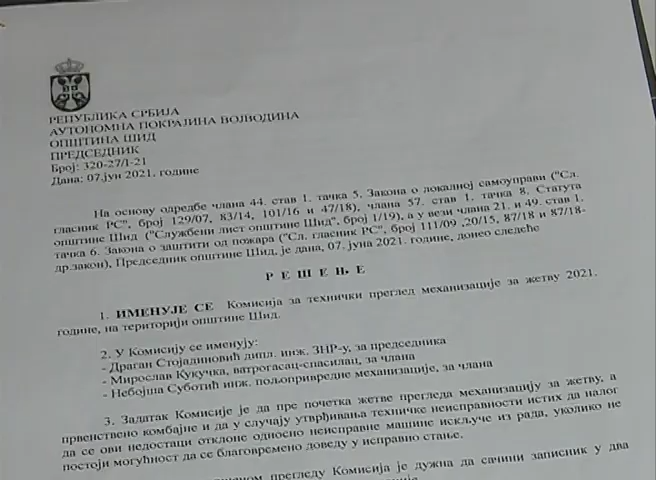 РЕПУБЛИКА СРБИЈА
АУТОНОМНА ПОКРАЈИНА ВОЈВОДИНА
ОПШТИНА ШИД
ПРЕДСЕДНИК
Број: 320-27/I-21
Дана: 07.јун 2021. године
На основу одредбе члана 44. став 1. тачка 5. Закона о локалној самоуправи ("Сл.
гласник РС", број 129/07, 83/14, 101/16 и 47/18), члана 57. став 1. тачка 8. Статута
општине Шид ("Службени лист општине Шид", број 1/19), а у вези члана 21. и 49. став 1.
тачка 6. Закона о заштити од пожара ("Сл. гласник РС", број 111/09 ,20/15, 87/18 и 87/18-
др.закон), Председник општине Шид, је дана, 07. јуна 2021. године, донео следеће
Р Е Ш Е Њ Е
1. ИМЕНУЈЕ СЕ Комисија за технички преглед механизације за жетву 2021.
године, на територији општине Шид.
2. У Комисију се именују:
- Драган Стојадиновић дипл. инж. ЗНР-у, за председника
- Мирослав Кукучка, ватрогасац-спасилац, за члана
- Небојша Суботић инж. пољопривредне механизације, за члана
3. Задатак Комисије је да пре почетка жетве прегледа механизацију за жетву, а
првенствено комбајне и да у случају утврђивања техничке неисправности истих да налог
да се ови недостаци отклоне односно неисправне машине искључе из рада, уколико не
постоји могућност да се благовремено доведу у исправно стање.
прегледу Комисија је дужна да сачини записник у два